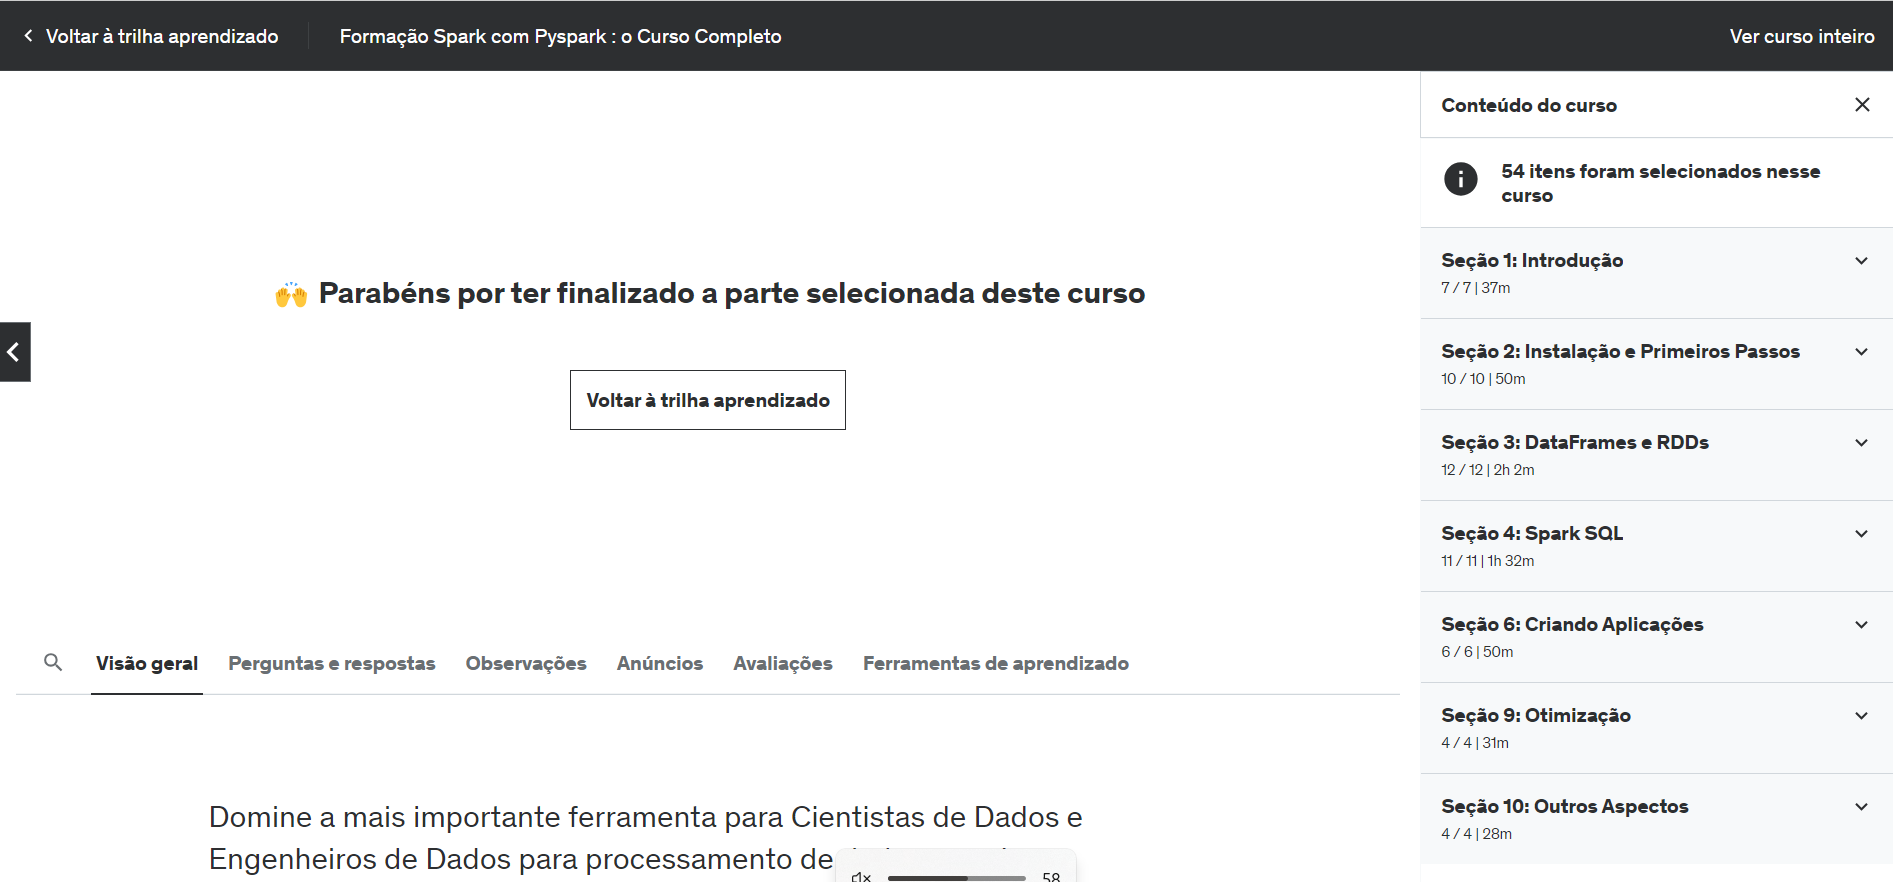 Voltar à trilha aprendizado
Formação Spark com Pyspark : o Curso Completo
Ver curso inteiro
🙌 Parabéns por ter finalizado a parte selecionada deste curso
Voltar à trilha aprendizado
Visão geral
Perguntas e respostas
Observações
Anúncios
Avaliações
Ferramentas de aprendizado
Domine a mais importante ferramenta para Cientistas de Dados e
Engenheiros de Dados para processamento de
58
Conteúdo do curso
54 itens foram selecionados nesse
curso
Seção 1: Introdução
7 / 7 | 37m
Seção 2: Instalação e Primeiros Passos
10 / 10 | 50m
Seção 3: DataFrames e RDDs
12 / 12 | 2h 2m
Seção 4: Spark SQL
11 / 11 | 1h 32m
Seção 6: Criando Aplicações
6 / 6 | 50m
Seção 9: Otimização
4 / 4 | 31m
Seção 10: Outros Aspectos
4 / 4 | 28m